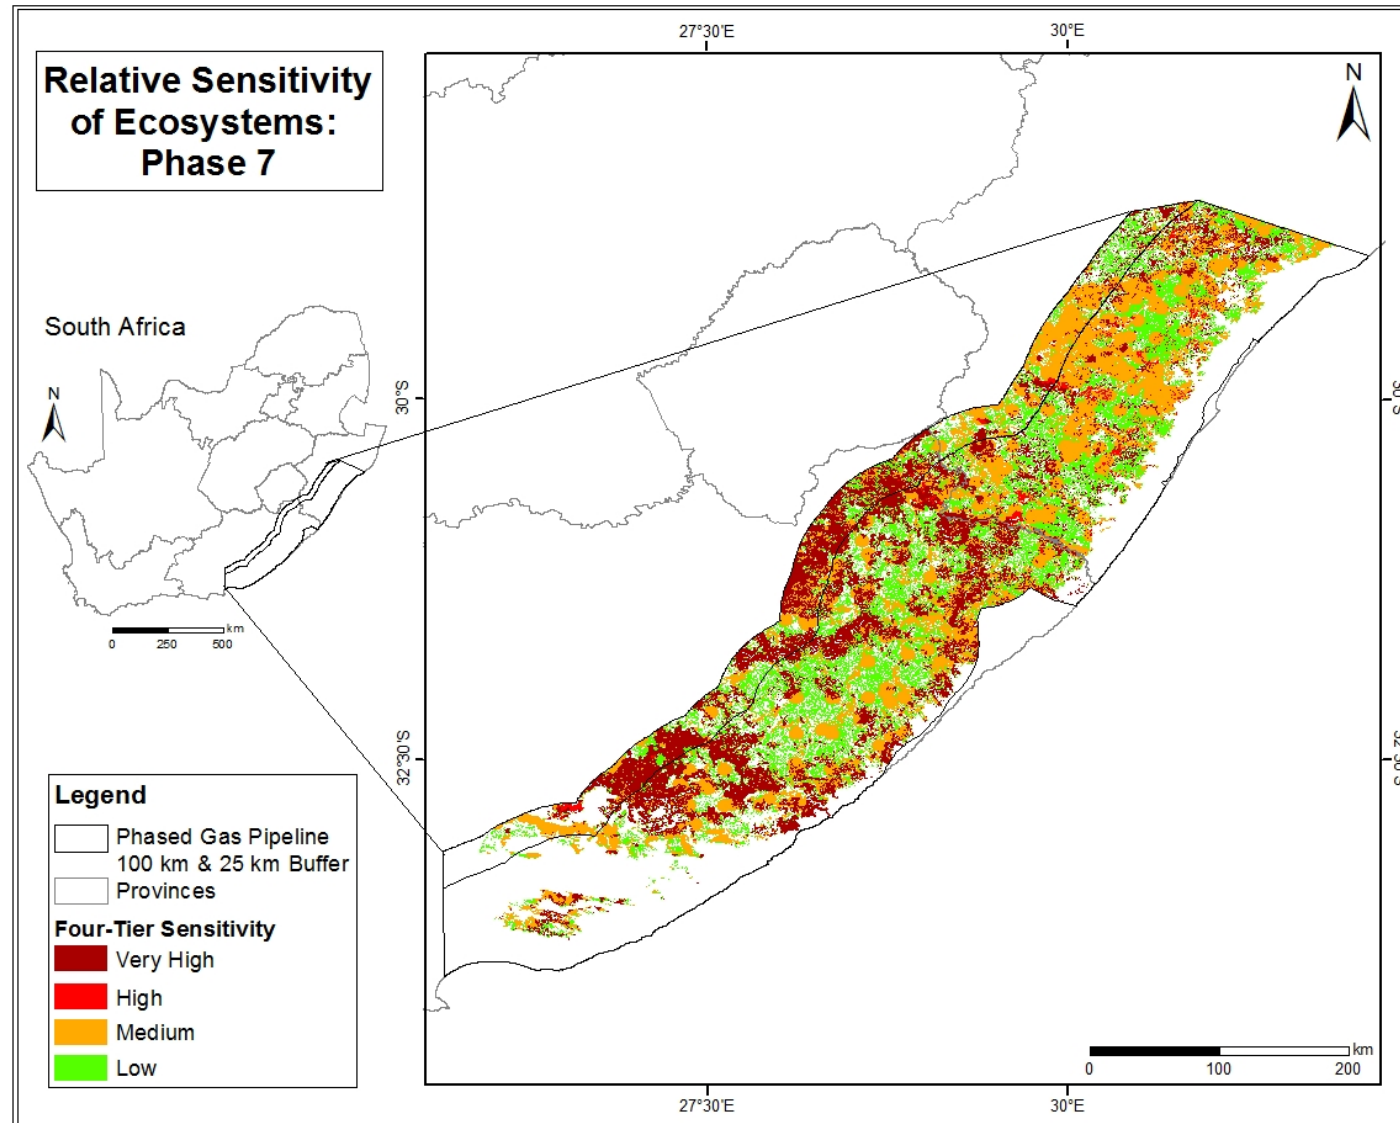 Relative Sensitivity
of Ecosystems:
Phase 7
27°30'E
30°E
N
South Africa
N
km
0
250
500
30°S
32°30'S
Legend
Phased Gas Pipeline
100 km & 25 km Buffer
Provinces
Four-Tier Sensitivity
Very High
High
Medium
Low
km
0
100
200
27°30'E
30°E